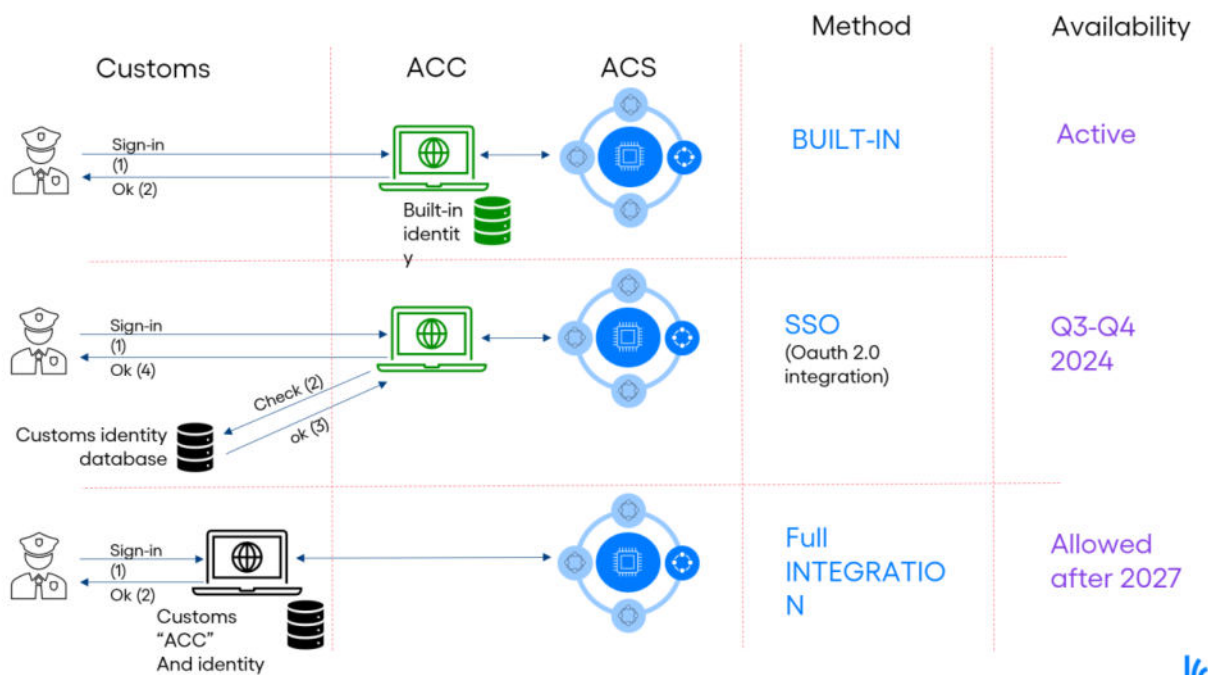 Customs
ACC
ACS
Method
Availability
Sign-in
(1)
Ok (2)
Built-in
identit
y
BUILT-IN
Active
Sign-in
(1)
Ok (4)
Check (2)
ok (3)
Customs identity
database
SSO
(Oauth 2.0
integration)
Q3-Q4
2024
Sign-in
(1)
Ok (2)
Customs
“ACC”
And identity
Full
INTEGRATIO
N
Allowed
after 2027